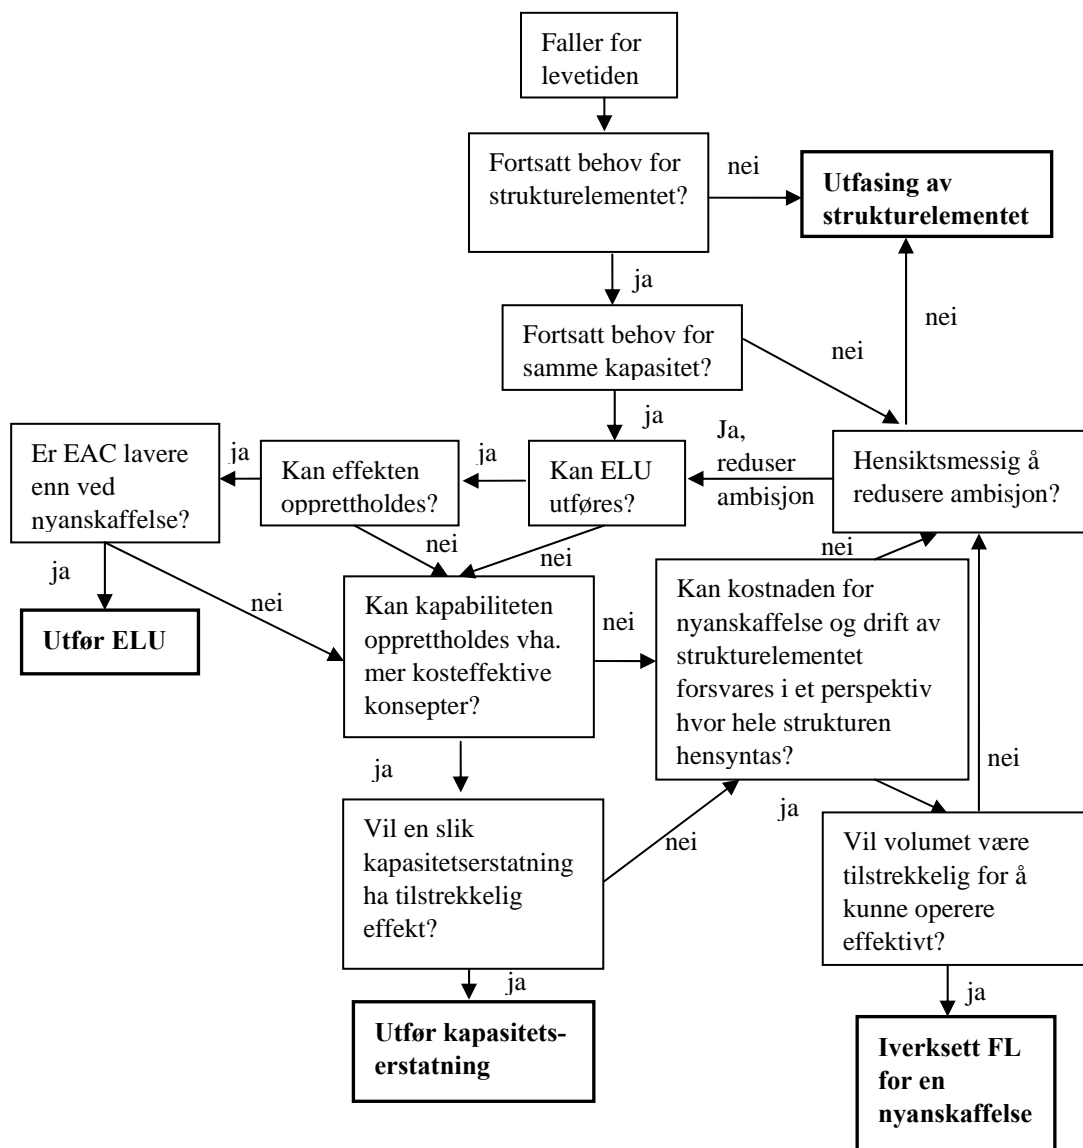 Faller for
levetiden
Fortsatt behov for
strukturelementet?
nei
Utfasing av
strukturelementet
ja
nei
Fortsatt behov for
samme kapasitet?
nei
ja
Er EAC lavere
enn ved
nyanskaffelse?
ja
Kan effekten
opprettholdes?
ja
Kan ELU
utføres?
Ja,
reduser
ambisjon
Hensiktsmessig å
redusere ambisjon?
nei
nei
nei
ja
nei
Utfør ELU
Kan kapabiliteten
opprettholdes vha.
mer kosteffektive
konsepter?
nei
Kan kostnaden for
nyanskaffelse og drift av
strukturelementet
forsvares i et perspektiv
hvor hele strukturen
hensyntas?
nei
ja
ja
Vil en slik
kapasitetserstatning
ha tilstrekkelig
effekt?
nei
Vil volumet være
tilstrekkelig for å
kunne operere
effektivt?
ja
ja
Utfør kapasitets-
erstatning
Iverksett FL
for en
nyanskaffelse